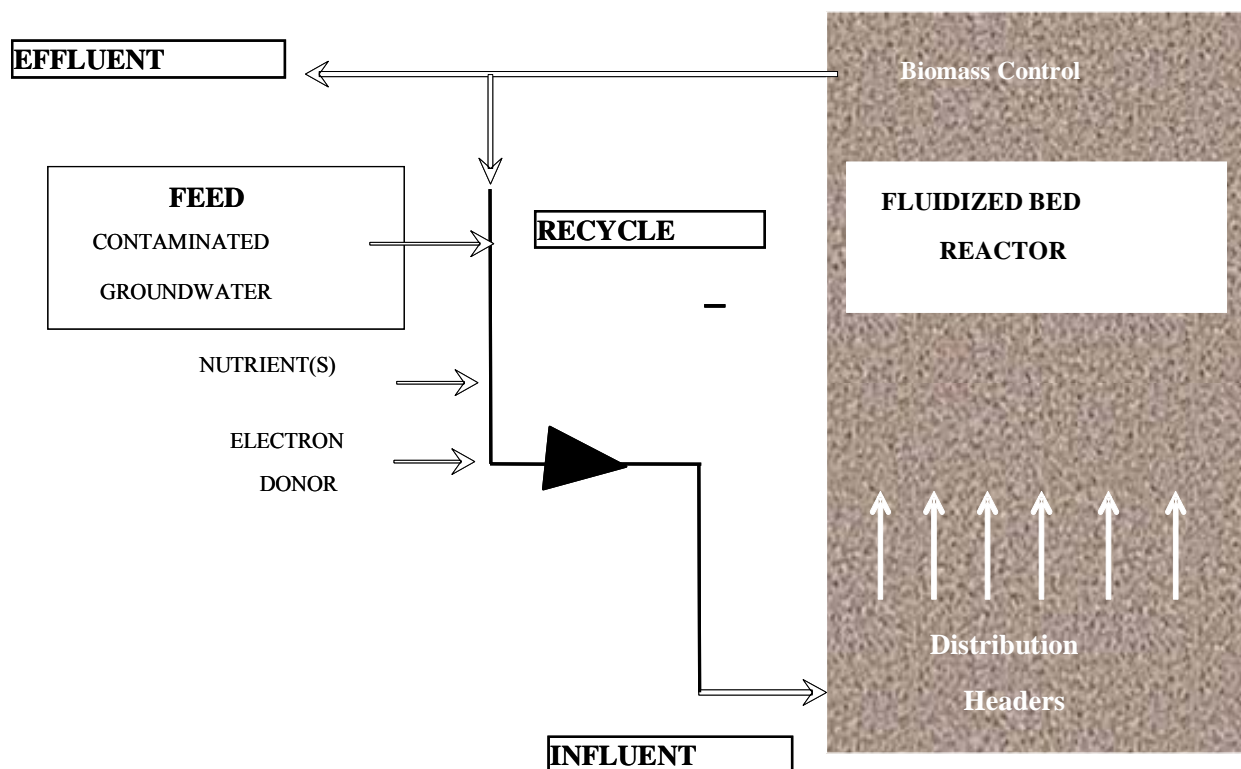 EFFLUENT
Biomass Control
FEED
CONTAMINATED
GROUNDWATER
RECYCLE
FLUIDIZED BED
REACTOR
NUTRIENT(S)
ELECTRON
DONOR
Distribution
Headers
INFLUENT